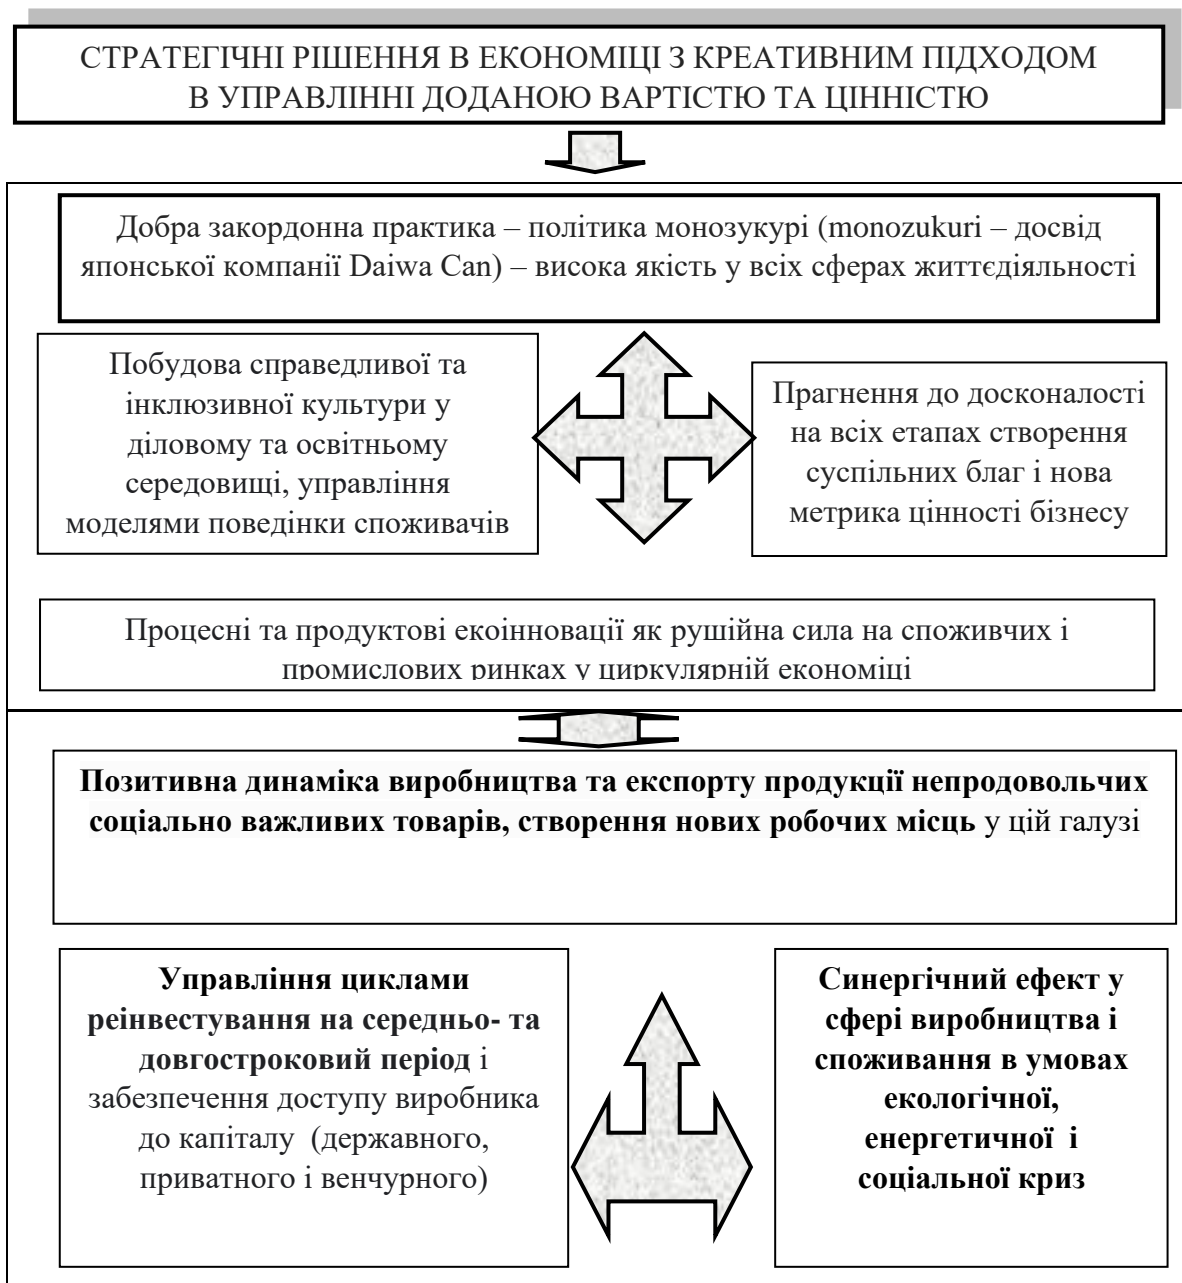 СТРАТЕГІЧНІ РІШЕННЯ В ЕКОНОМІЦІ З КРЕАТИВНИМ ПІДХОДОМ
В УПРАВЛІННІ ДОДАНОЮ ВАРТІСТЮ ТА ЦІННІСТЮ
Добра закордонна практика – політика монозукурі (monozukuri – досвід
японської компанії Daiwa Can) – висока якість у всіх сферах життєдіяльності
Побудова справедливої та
інклюзивної культури у
діловому та освітньому
середовищі, управління
моделями поведінки споживачів
Прагнення до досконалості
на всіх етапах створення
суспільних благ і нова
метрика цінності бізнесу
Процесні та продуктові екоінновації як рушійна сила на споживчих і
промислових ринках у циркулярній економіці
Позитивна динаміка виробництва та експорту продукції непродовольчих
соціально важливих товарів, створення нових робочих місць у цій галузі
Управління циклами
реінвестування на середньо- та
довгостроковий період і
забезпечення доступу виробника
до капіталу (державного,
приватного і венчурного)
Синергічний ефект у
сфері виробництва і
споживання в умовах
екологічної,
енергетичної і
соціальної криз